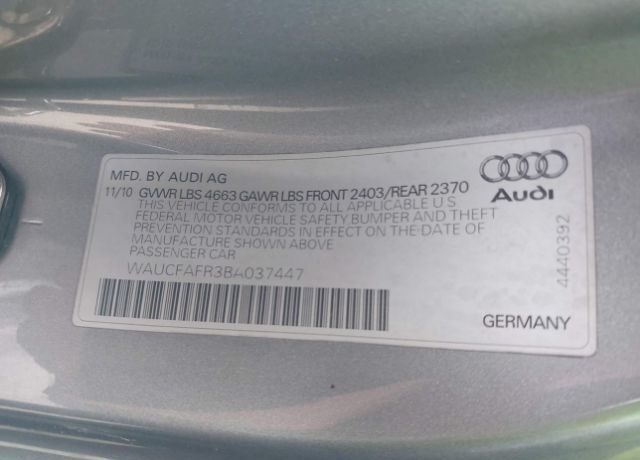 MFD. BY AUDI AG
11/10 GVWR LBS 4663 GAWR LBS FRONT 2403/REAR 2370
THIS VEHICLE CONFORMS TO ALL APPLICABLE U S
FEDERAL MOTOR VEHICLE SAFETY BUMPER AND THEFT
PREVENTION STANDARDS IN EFFECT ON THE DATE OF
MANUFACTURE SHOWN ABOVE
PASSENGER CAR
WAUCFAFR3BA037447
Audi
4440392
GERMANY